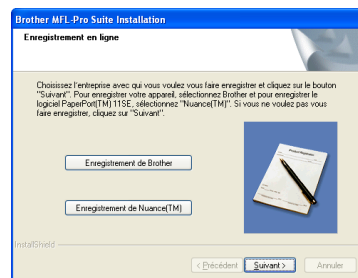 Brother MFL-Pro Suite Installation
Enregistrement en ligne
Choisissez l'entreprise avec qui vous voulez vous faire enregistrer et cliquez sur le bouton
"Suivant". Pour enregistrer votre appareil, sélectionnez Brother et pour enregistrer le
logiciel PaperPort(TM) 11SE, sélectionnez "Nuance(TM)". Si vous ne voulez pas vous
faire enregistrer, cliquez sur "Suivant".
Enregistrement de Brother
Enregistrement de Nuance(TM)
InstallShield
< Précédent Suivant > Annuler